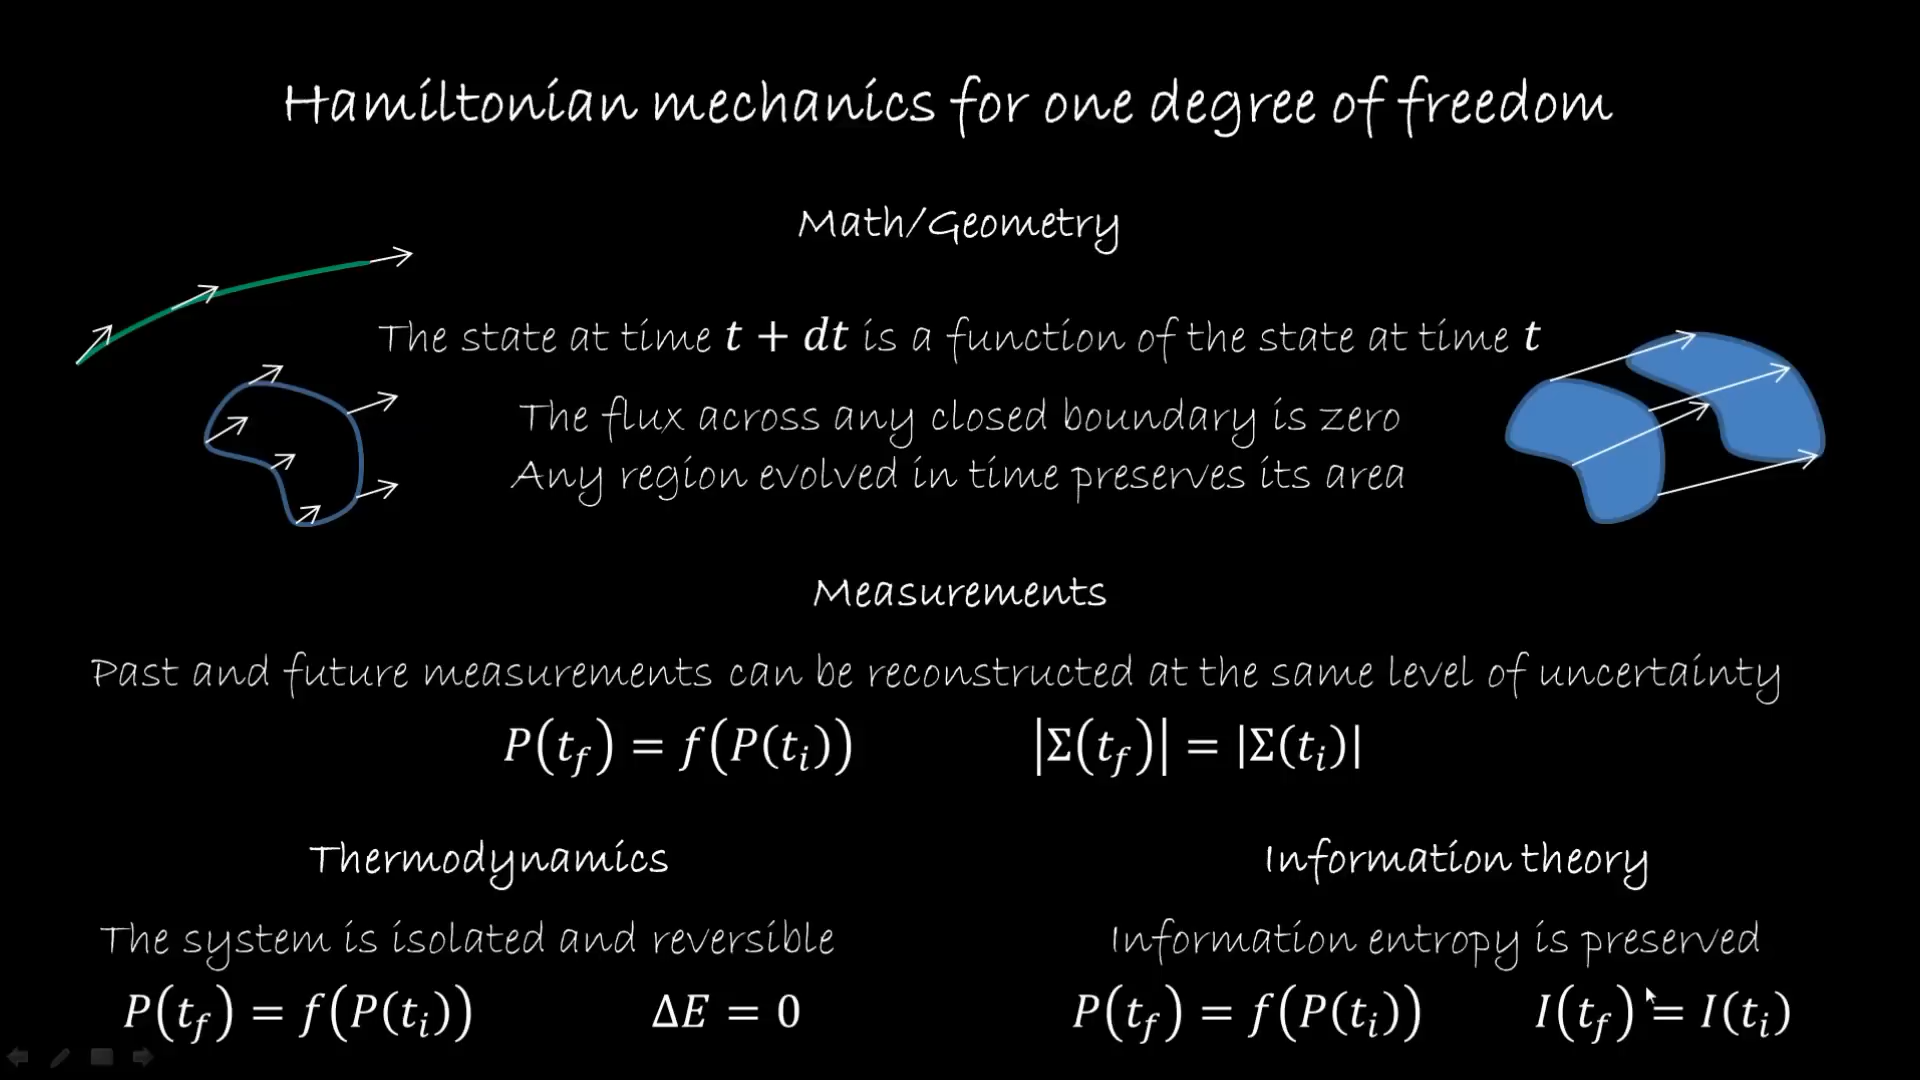 Hamiltonian mechanics for one degree of freedom
Math/Geometry
The state at time t + dt is a function of the state at time t
The flux across any closed boundary is zero
Any region evolved in time preserves its area
Measurements
Past and future measurements can be reconstructed at the same level of uncertainty
P(t_f) = f(P(t_i)) |Σ(t_f)| = |Σ(t_i)|
Thermodynamics Information theory
The system is isolated and reversible Information entropy is preserved
P(t_f) = f(P(t_i)) ΔE = 0 P(t_f) = f(P(t_i)) I(t_f) = I(t_i)